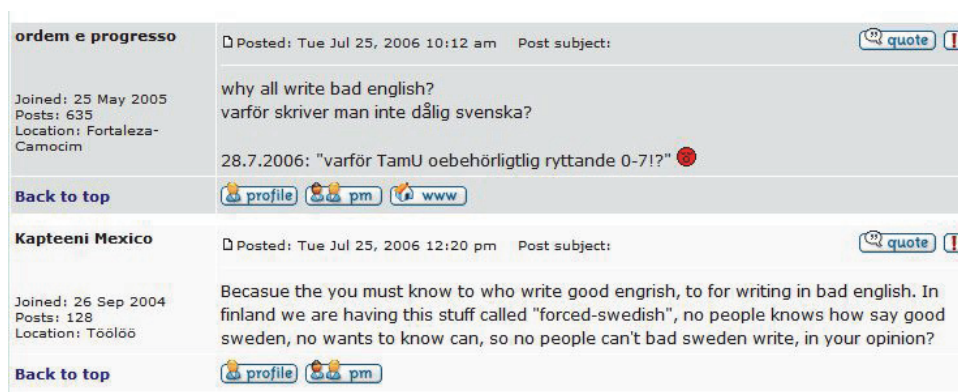 ordem e progresso
Posted: Tue Jul 25, 2006 10:12 am Post subject:
quote
!
Joined: 25 May 2005
Posts: 635
Location: Fortaleza-
Camocim
why all write bad english?
varför skriver man inte dålig svenska?
28.7.2006: "varför TamU oebehörligtlig ryttande 0-7!?"
Back to top
profile pm www
Kapteeni Mexico
Posted: Tue Jul 25, 2006 12:20 pm Post subject:
quote
!
Joined: 26 Sep 2004
Posts: 128
Location: Töölöö
Becasue the you must know to who write good engrish, to for writing in bad english. In
finland we are having this stuff called "forced-swedish", no people knows how say good
sweden, no wants to know can, so no people can't bad sweden write, in your opinion?
Back to top
profile pm